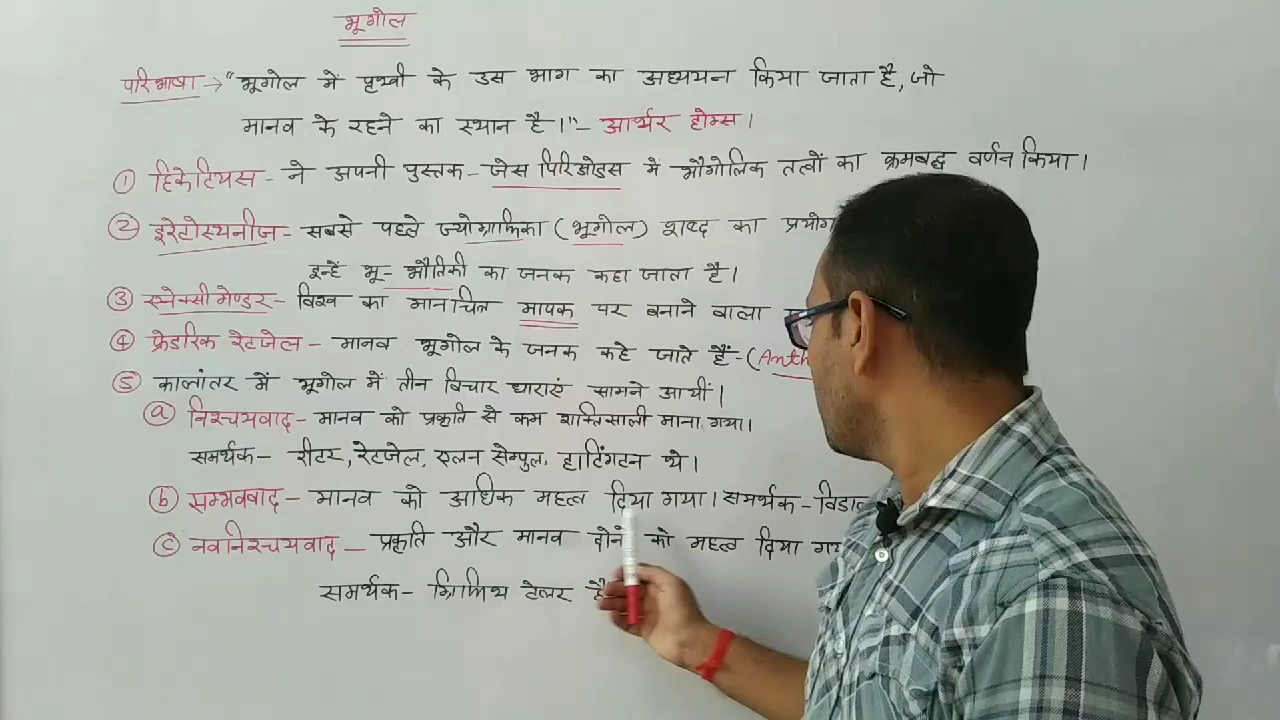 भूगोल
परिभाषा → "भूगोल में पृथ्वी के उस भाग का अध्ययन किया जाता है, जो
मानव के रहने का स्थान है।" - आर्थर होम्स।
① हिकेटियस - ने अपनी पुस्तक - जेस पिरिओडस में भौगोलिक तत्वों का क्रमबद्ध वर्णन किया।
② इरेटोस्थनीज - सबसे पहले ज्योग्राफिका (भूगोल) शब्द का प्रयोग
इन्हें भू-भौतिकी का जनक कहा जाता है।
③ एनेक्सीमेण्डर - विश्व का मानचित्र मापक पर बनाने वाला
④ फ्रेडरिक रेटजेल - मानव भूगोल के जनक कहे जाते हैं - (Anth
⑤ कालांतर में भूगोल में तीन विचार धाराएं सामने आयीं।
ⓐ निश्चयवाद - मानव को प्रकृति से कम शक्तिसाली माना गया।
समर्थक - रीटर, रेटजेल, एलन सेम्पुल, हाटिंगटन थे।
ⓑ सम्भववाद - मानव को अधिक महत्व दिया गया। समर्थक - विडाल
ⓒ नवनिश्चयवाद - प्रकृति और मानव दोनों को महत्व दिया गया
समर्थक - ग्रिफिथ टेलर है